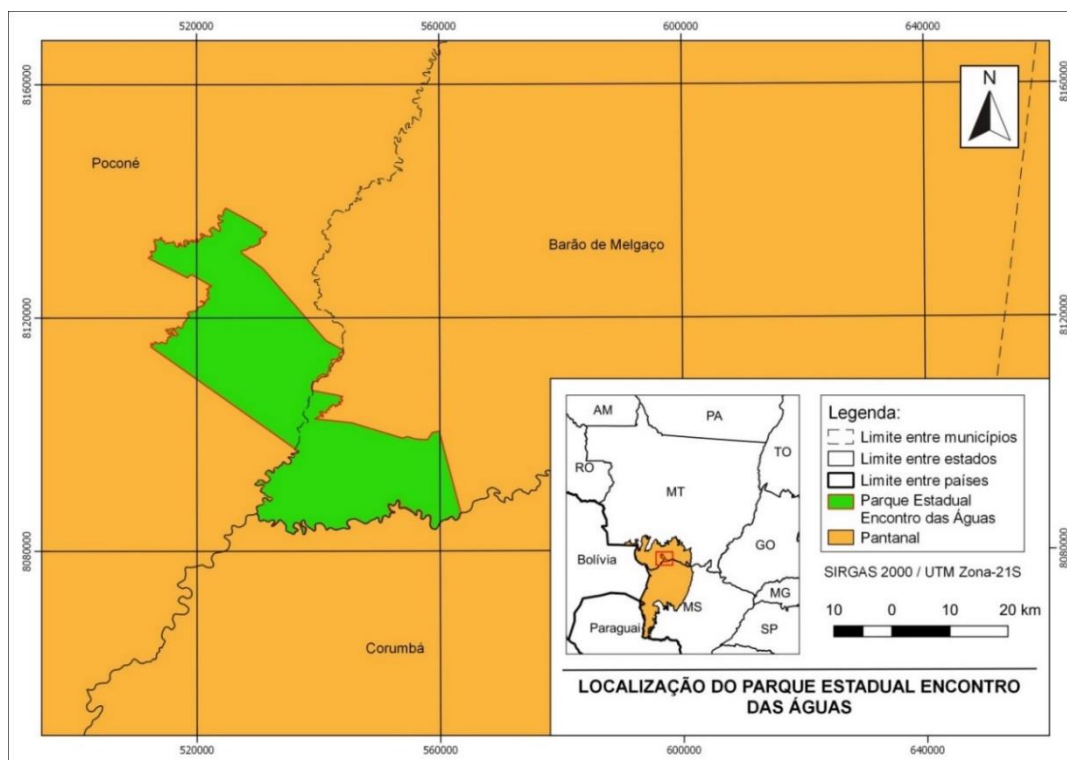 520000
560000
600000
640000
8160000
8160000
N
Poconé
Barão de Melgaço
8120000
8120000
AM
PA
TO
RO
MT
Bolívia
GO
MG
MS
Paraguai
SP
Legenda:
Limite entre municípios
Limite entre estados
Limite entre países
Parque Estadual
Encontro das Águas
Pantanal
8080000
8080000
SIRGAS 2000 / UTM Zona-21S
10 0 10 20 km
Corumbá
LOCALIZAÇÃO DO PARQUE ESTADUAL ENCONTRO
DAS ÁGUAS
520000
560000
600000
640000